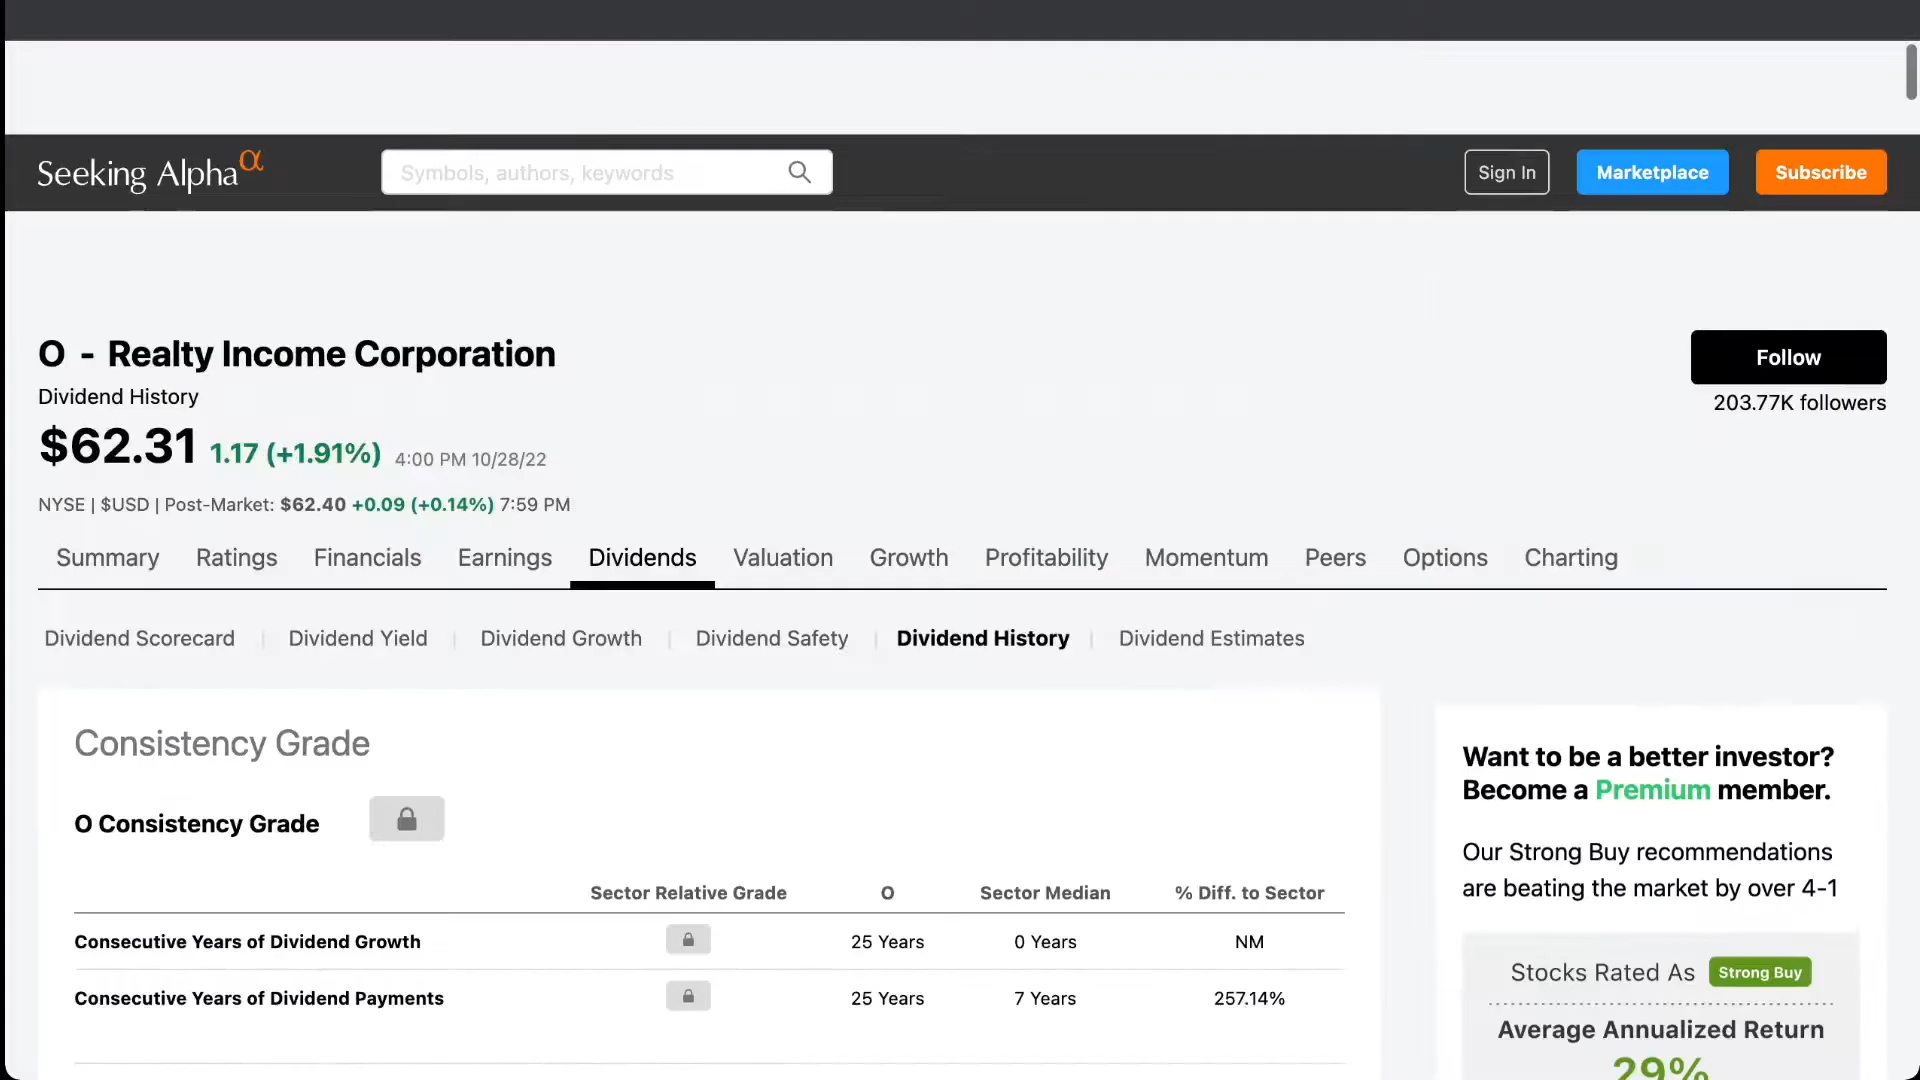 Seeking Alphaα
Symbols, authors, keywords
Sign In
Marketplace
Subscribe
O - Realty Income Corporation
Follow
Dividend History
203.77K followers
$62.31 1.17 (+1.91%) 4:00 PM 10/28/22
NYSE | $USD | Post-Market: $62.40 +0.09 (+0.14%) 7:59 PM
Summary Ratings Financials Earnings Dividends Valuation Growth Profitability Momentum Peers Options Charting
Dividend Scorecard | Dividend Yield | Dividend Growth | Dividend Safety | Dividend History | Dividend Estimates
Consistency Grade
O Consistency Grade
Sector Relative Grade O Sector Median % Diff. to Sector
Consecutive Years of Dividend Growth 25 Years 0 Years NM
Consecutive Years of Dividend Payments 25 Years 7 Years 257.14%
Want to be a better investor?
Become a Premium member.
Our Strong Buy recommendations
are beating the market by over 4-1
Stocks Rated As Strong Buy
Average Annualized Return
29%